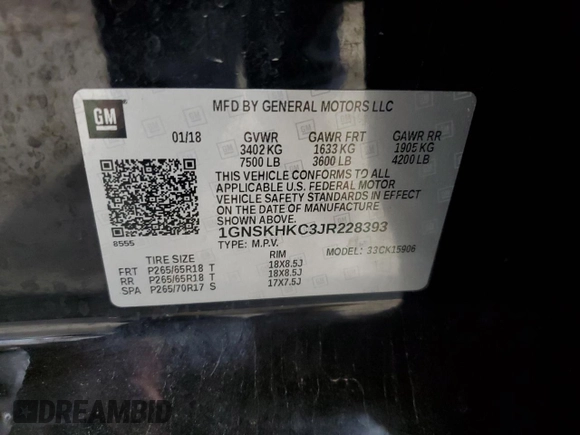 GM
MFD BY GENERAL MOTORS LLC
01/18 GVWR GAWR FRT GAWR RR
3402 KG 1633 KG 1905 KG
7500 LB 3600 LB 4200 LB
THIS VEHICLE CONFORMS TO ALL
APPLICABLE U.S. FEDERAL MOTOR
VEHICLE SAFETY STANDARDS IN EFFECT
ON THE DATE OF MANUFACTURE
SHOWN ABOVE.
1GNSKHKC3JR228393
8555 TYPE: M.P.V. 33CK15906
TIRE SIZE RIM
FRT P265/65R18 T 18X8.5J
RR P265/65R18 T 18X8.5J
SPA P265/70R17 S 17X7.5J
DREAMBID